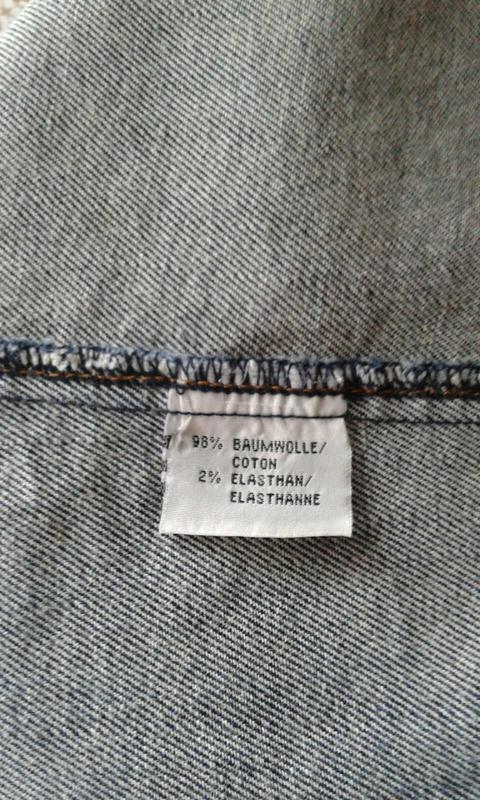 98% BAUMWOLLE/
COTON
2% ELASTHAN/
ELASTHANNE